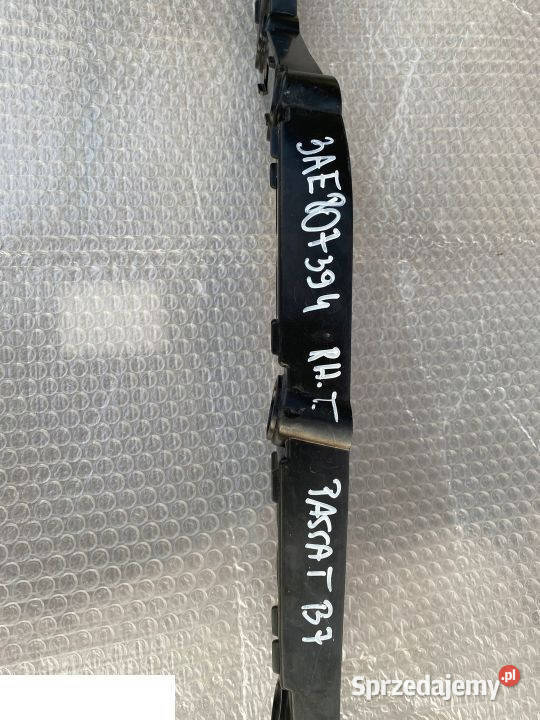 3AE807394 RH.T.
PASSAT B7
Sprzedajemy.pl